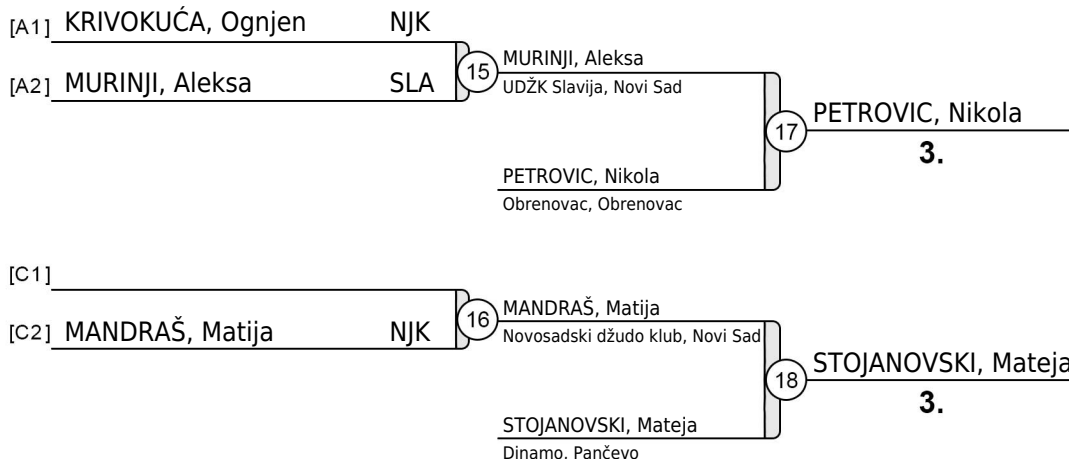 [A1] KRIVOKUĆA, Ognjen NJK
[A2] MURINJI, Aleksa SLA
15
MURINJI, Aleksa
UDŽK Slavija, Novi Sad
17
PETROVIC, Nikola
3.
PETROVIC, Nikola
Obrenovac, Obrenovac
[C1]
[C2] MANDRAŠ, Matija NJK
16
MANDRAŠ, Matija
Novosadski džudo klub, Novi Sad
18
STOJANOVSKI, Mateja
3.
STOJANOVSKI, Mateja
Dinamo, Pančevo